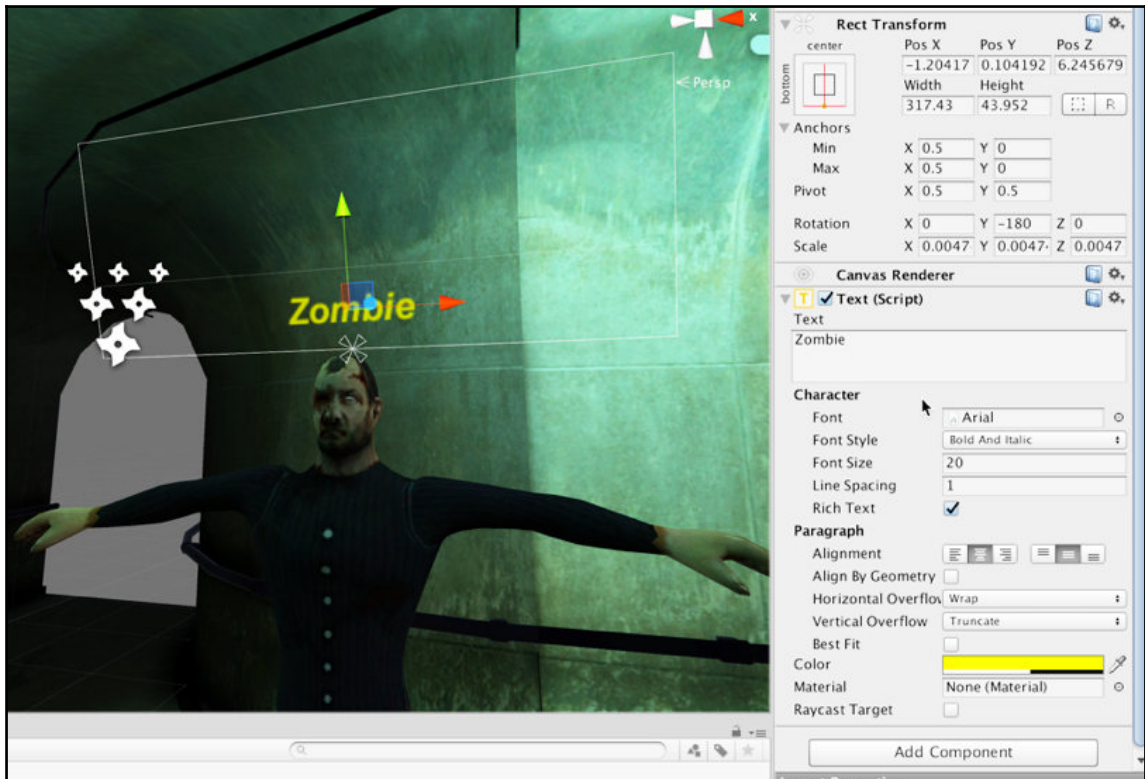 x
Persp
Zombie
Rect Transform
center
Pos X Pos Y Pos Z
bottom
-1.20417 0.104192 6.245679
Width Height
317.43 43.952
R
Anchors
Min X 0.5 Y 0
Max X 0.5 Y 0
Pivot X 0.5 Y 0.5
Rotation X 0 Y -180 Z 0
Scale X 0.0047 Y 0.0047 Z 0.0047
Canvas Renderer
T Text (Script)
Text
Zombie
Character
Font Arial
Font Style Bold And Italic
Font Size 20
Line Spacing 1
Rich Text
Paragraph
Alignment
Align By Geometry
Horizontal Overflow Wrap
Vertical Overflow Truncate
Best Fit
Color
Material None (Material)
Raycast Target
Add Component